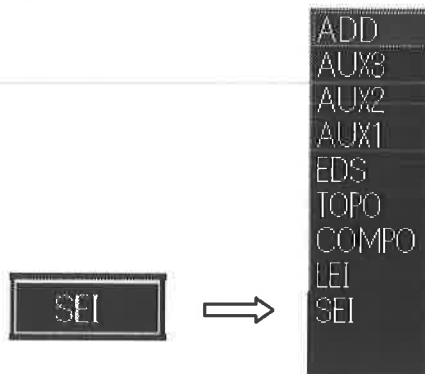 SEI
ADD
AUX3
AUX2
AUX1
EDS
TOPO
COMPO
LEI
SEI